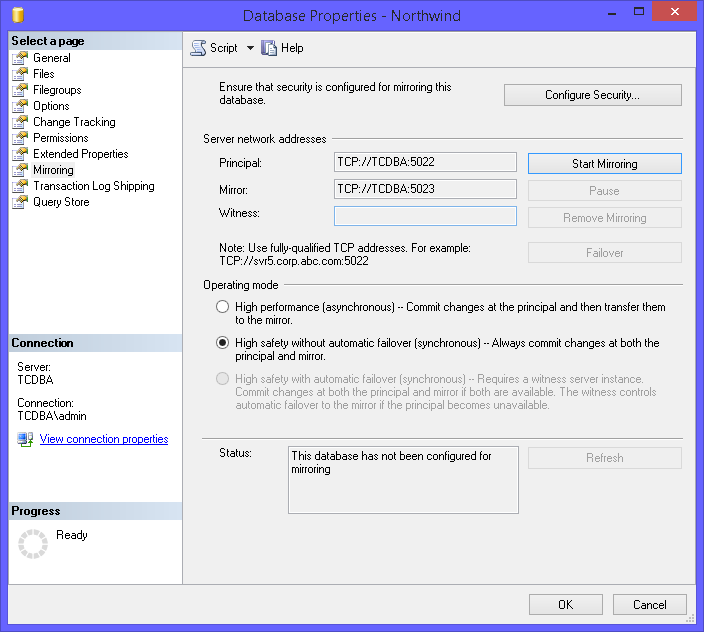 Database Properties - Northwind
Select a page
General
Files
Filegroups
Options
Change Tracking
Permissions
Extended Properties
Mirroring
Transaction Log Shipping
Query Store
Connection
Server:
TCDBA
Connection:
TCDBA\admin
View connection properties
Progress
Ready
Script
Help
Ensure that security is configured for mirroring this
database.
Configure Security...
Server network addresses
Principal:
TCP://TCDBA:5022
Start Mirroring
Mirror:
TCP://TCDBA:5023
Pause
Witness:
Remove Mirroring
Note: Use fully-qualified TCP addresses. For example:
TCP://svr5.corp.abc.com:5022
Failover
Operating mode
High performance (asynchronous) -- Commit changes at the principal and then transfer them
to the mirror.
High safety without automatic failover (synchronous) -- Always commit changes at both the
principal and mirror.
High safety with automatic failover (synchronous) -- Requires a witness server instance.
Commit changes at both the principal and mirror if both are available. The witness controls
automatic failover to the mirror if the principal becomes unavailable.
Status:
This database has not been configured for
mirroring
Refresh
OK
Cancel